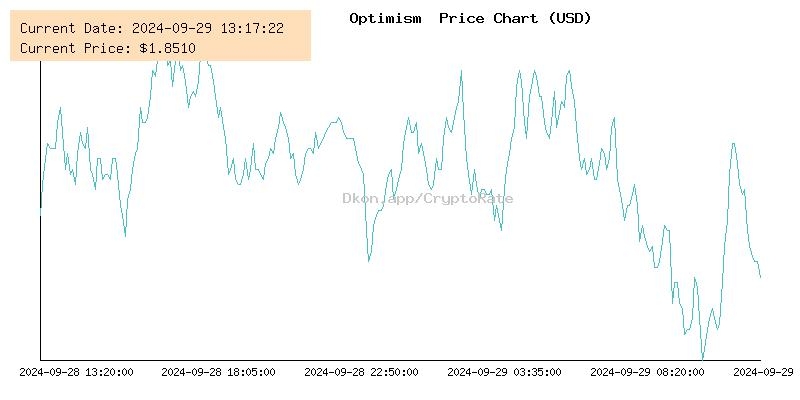 Optimism  Price Chart (USD)
Current Date: 2024-09-29 13:17:22
Current Price: $1.8510
Dkon.app/CryptoRate
2024-09-28 13:20:00 2024-09-28 18:05:00 2024-09-28 22:50:00 2024-09-29 03:35:00 2024-09-29 08:20:00 2024-09-29